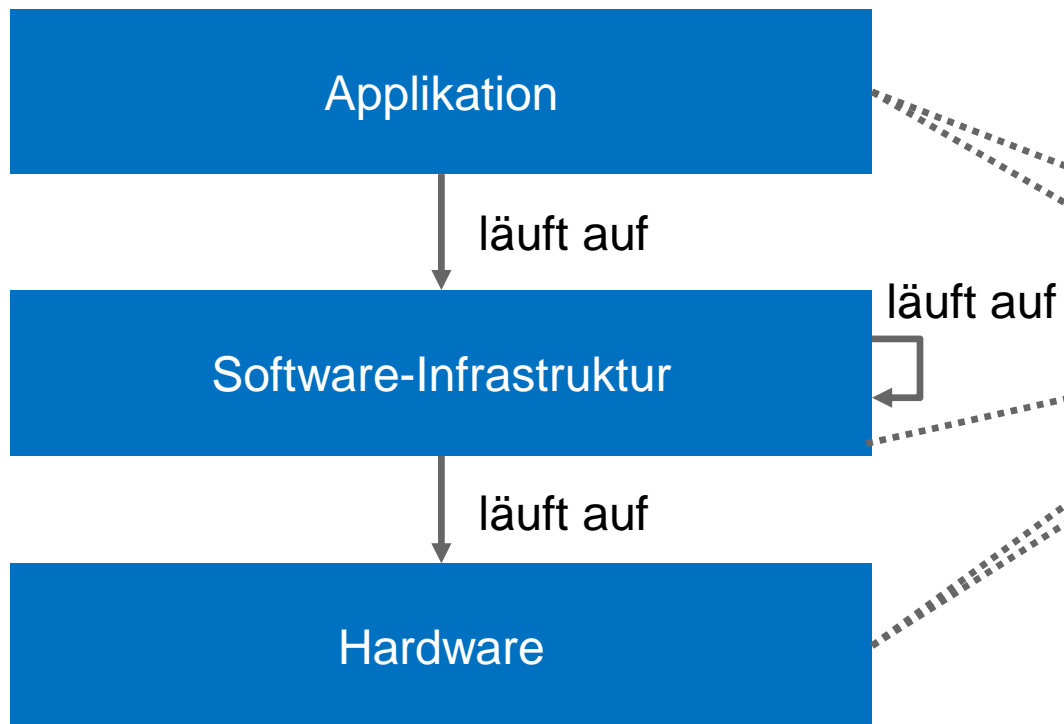 Applikation
läuft auf
läuft auf
Software-Infrastruktur
läuft auf
Hardware